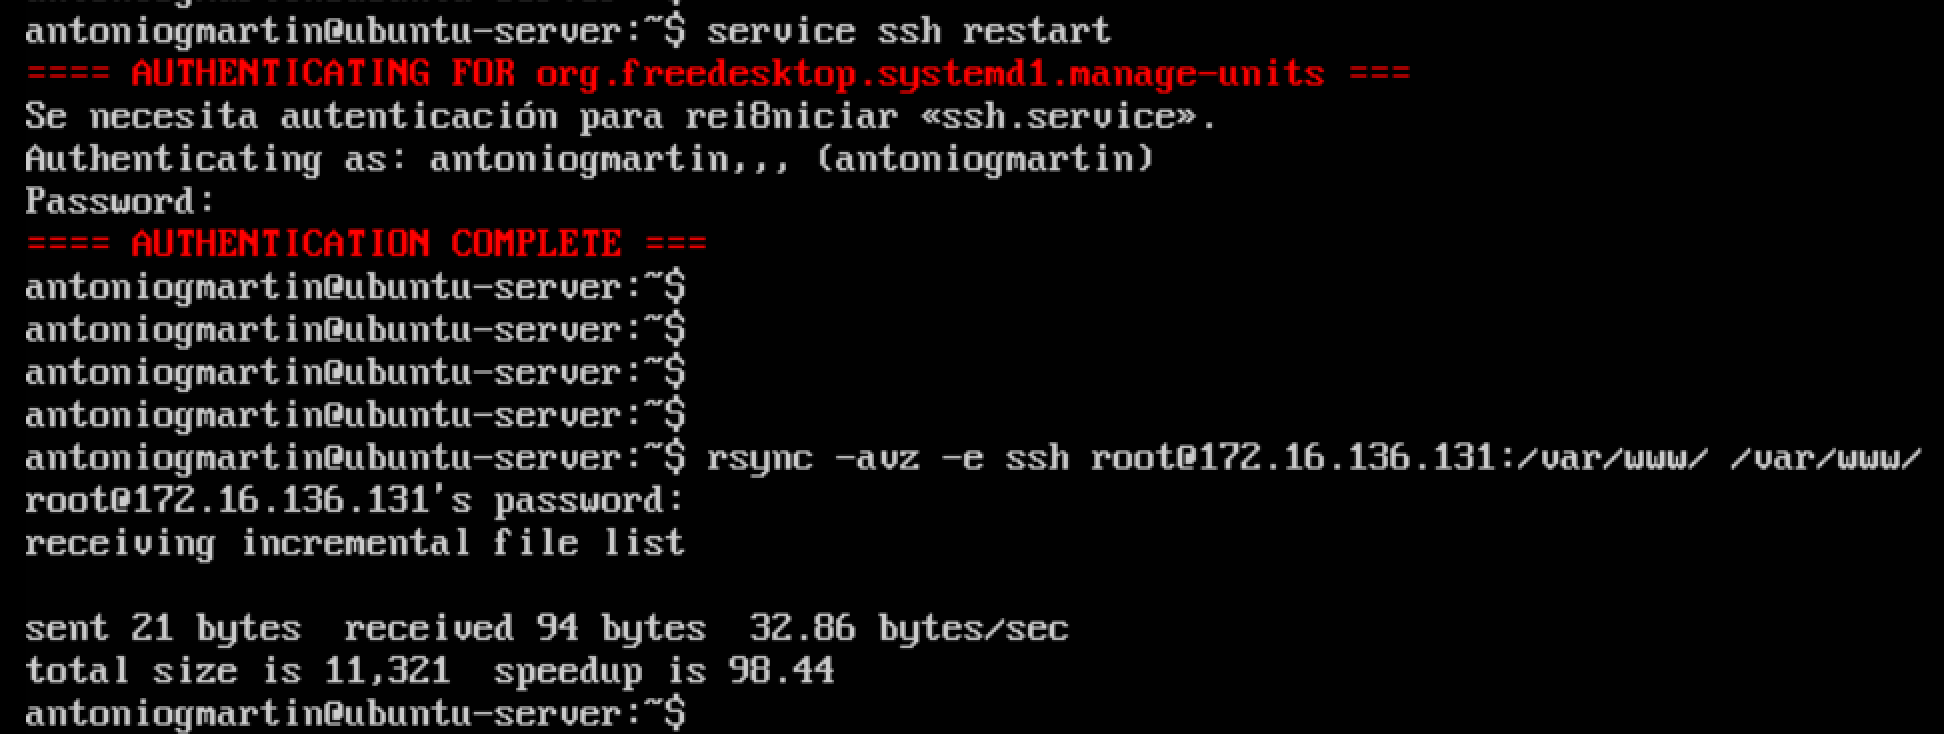 antoniogmartin@ubuntu-server:~$ service ssh restart
==== AUTHENTICATING FOR org.freedesktop.systemd1.manage-units ===
Se necesita autenticación para rei8niciar «ssh.service».
Authenticating as: antoniogmartin,,, (antoniogmartin)
Password:
==== AUTHENTICATION COMPLETE ===
antoniogmartin@ubuntu-server:~$
antoniogmartin@ubuntu-server:~$
antoniogmartin@ubuntu-server:~$
antoniogmartin@ubuntu-server:~$
antoniogmartin@ubuntu-server:~$ rsync -avz -e ssh root@172.16.136.131:/var/www/ /var/www/
root@172.16.136.131's password:
receiving incremental file list
sent 21 bytes  received 94 bytes  32.86 bytes/sec
total size is 11,321  speedup is 98.44
antoniogmartin@ubuntu-server:~$